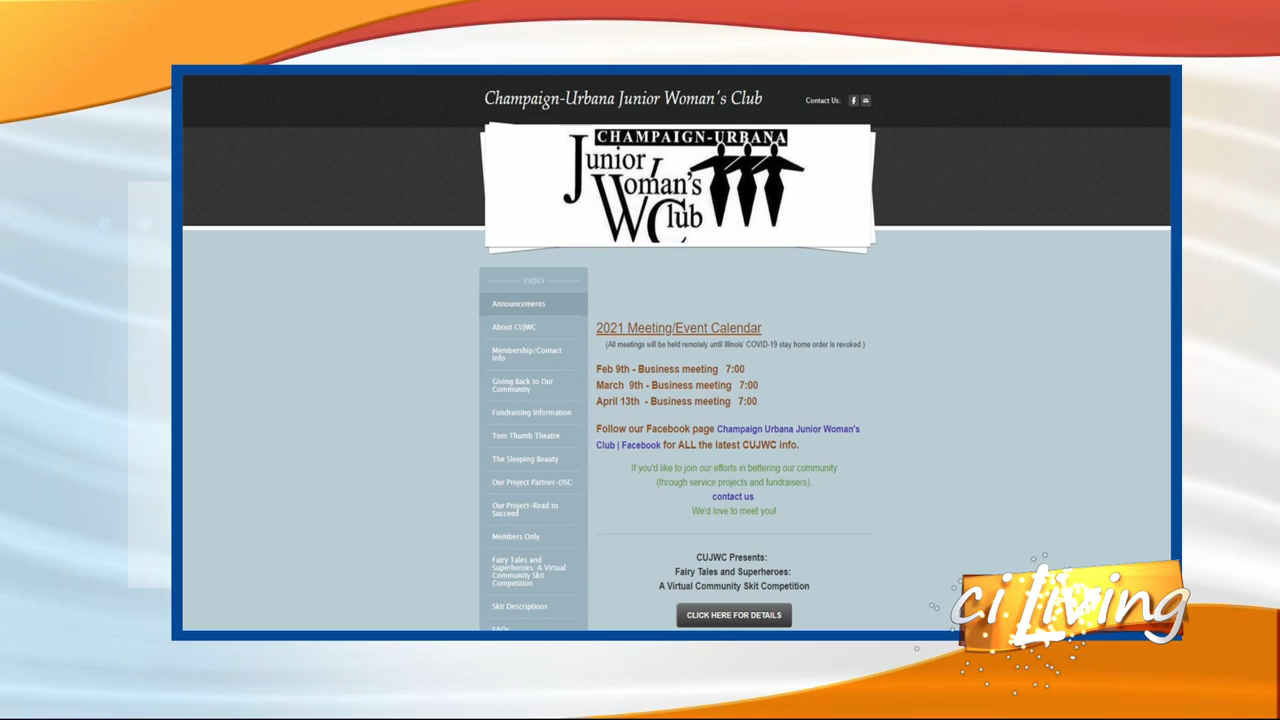 Champaign-Urbana Junior Woman's Club
Contact Us:
CHAMPAIGN-URBANA
Junior
Woman's
Club
Announcements
About CUJWC
Membership/Contact
Info
Giving Back to Our
Community
Fundraising Information
Tom Thumb Theatre
The Sleeping Beauty
Our Project Partner-DSC
Our Project-Read to
Succeed
Members Only
Fairy Tales and
Superheroes: A Virtual
Community Skit
Competition
Skit Descriptions
FAQs
2021 Meeting/Event Calendar
(All meetings will be held remotely until Illinois' COVID-19 stay home order is revoked.)
Feb 9th - Business meeting 7:00
March 9th - Business meeting 7:00
April 13th - Business meeting 7:00
Follow our Facebook page Champaign Urbana Junior Woman's
Club | Facebook for ALL the latest CUJWC info.
If you'd like to join our efforts in bettering our community
(through service projects and fundraisers),
contact us.
We'd love to meet you!
CUJWC Presents:
Fairy Tales and Superheroes:
A Virtual Community Skit Competition
CLICK HERE FOR DETAILS
ciLiving